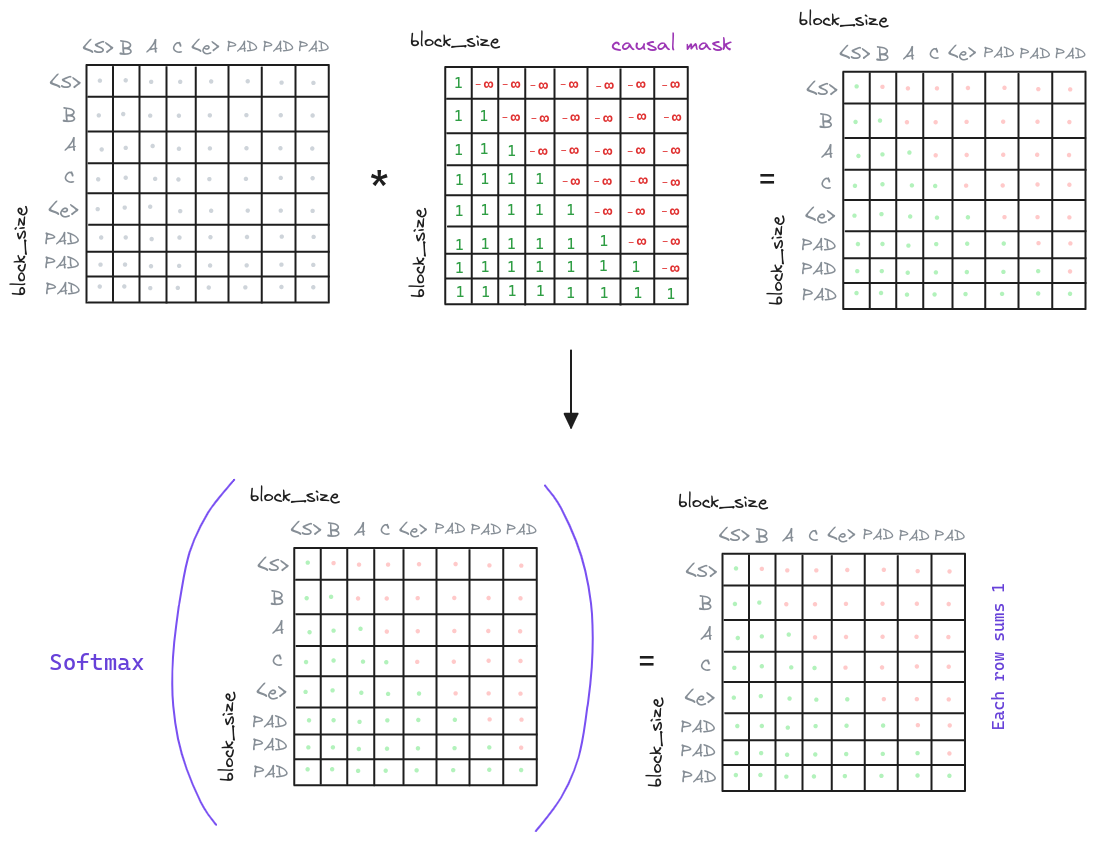 block_size
<S> B A C <e> PAD PAD PAD
<S>
B
A
C
<e>
PAD
PAD
PAD
block_size
*
block_size
causal mask
1 -∞ -∞ -∞ -∞ -∞ -∞ -∞
1 1 -∞ -∞ -∞ -∞ -∞ -∞
1 1 1 -∞ -∞ -∞ -∞ -∞
1 1 1 1 -∞ -∞ -∞ -∞
1 1 1 1 1 -∞ -∞ -∞
1 1 1 1 1 1 -∞ -∞
1 1 1 1 1 1 1 -∞
1 1 1 1 1 1 1 1
=
block_size
<S> B A C <e> PAD PAD PAD
<S>
B
A
C
<e>
PAD
PAD
PAD
block_size
Softmax
block_size
<S> B A C <e> PAD PAD PAD
<S>
B
A
C
<e>
PAD
PAD
PAD
block_size
=
block_size
<S> B A C <e> PAD PAD PAD
<S>
B
A
C
<e>
PAD
PAD
PAD
block_size
Each row sums 1